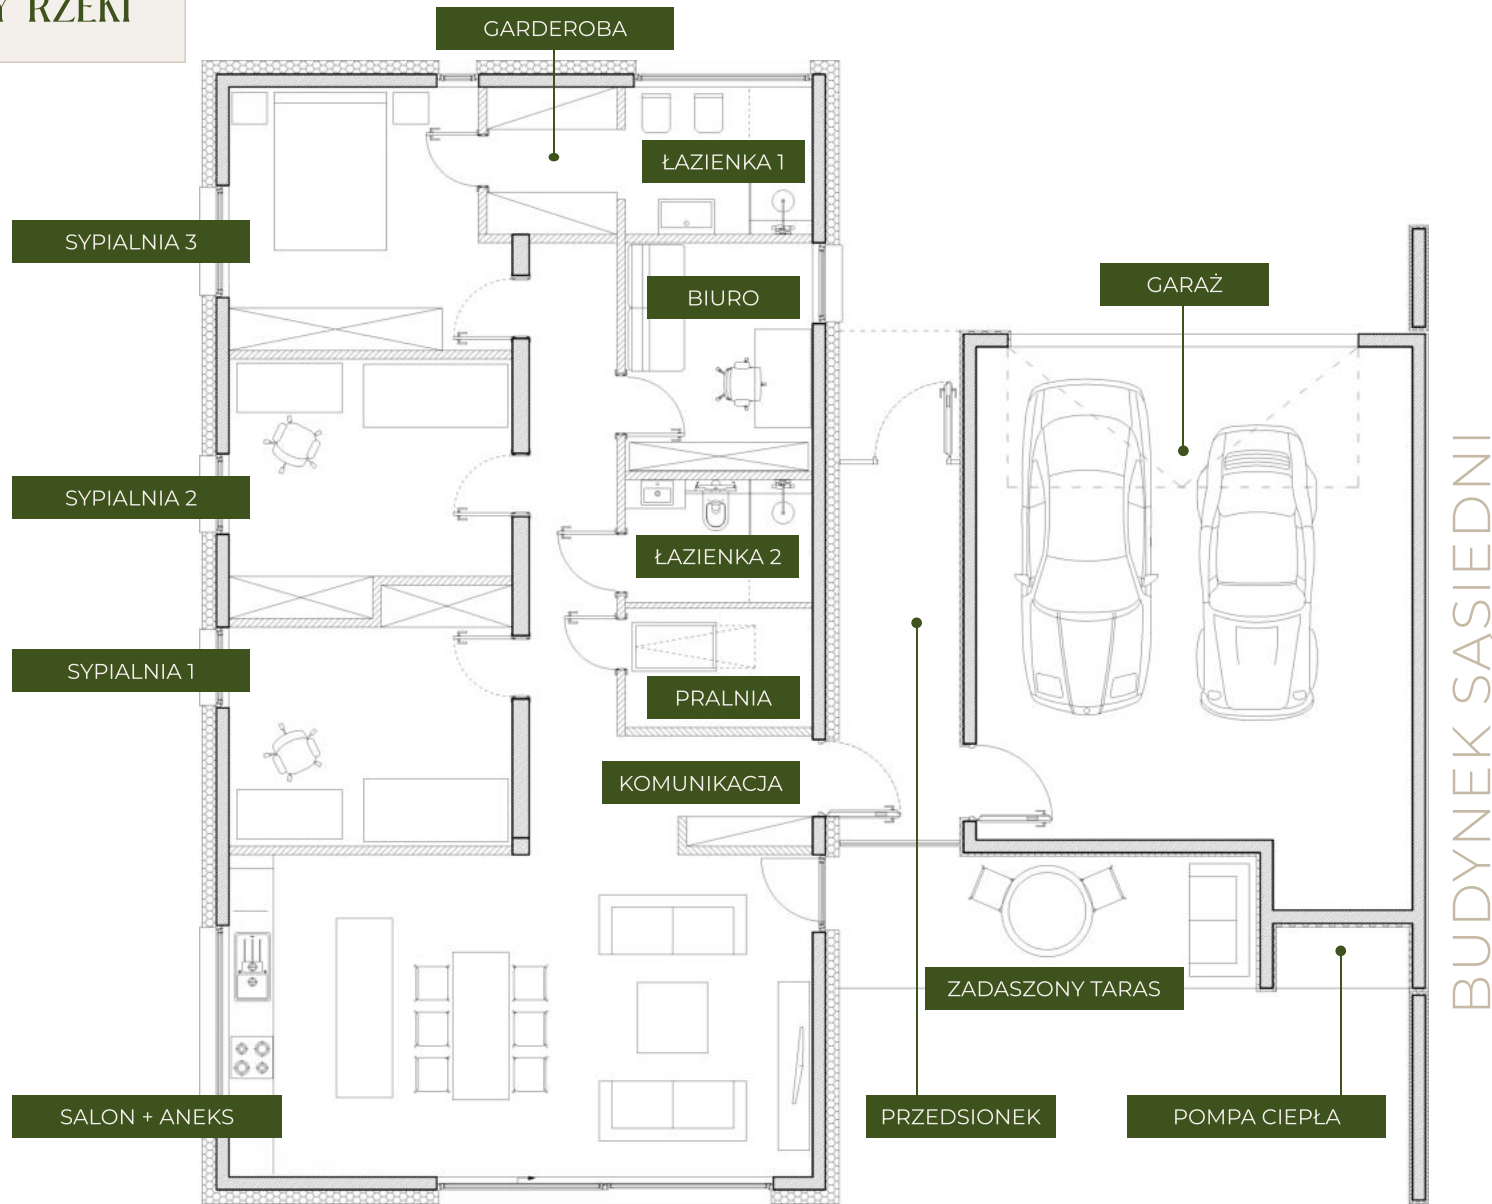 Y RZEKI
GARDEROBA
ŁAZIENKA 1
SYPIALNIA 3
BIURO
GARAŻ
SYPIALNIA 2
ŁAZIENKA 2
SYPIALNIA 1
PRALNIA
KOMUNIKACJA
ZADASZONY TARAS
SALON + ANEKS
PRZEDSIONEK
POMPA CIEPŁA
BUDYNEK SĄSIEDNI